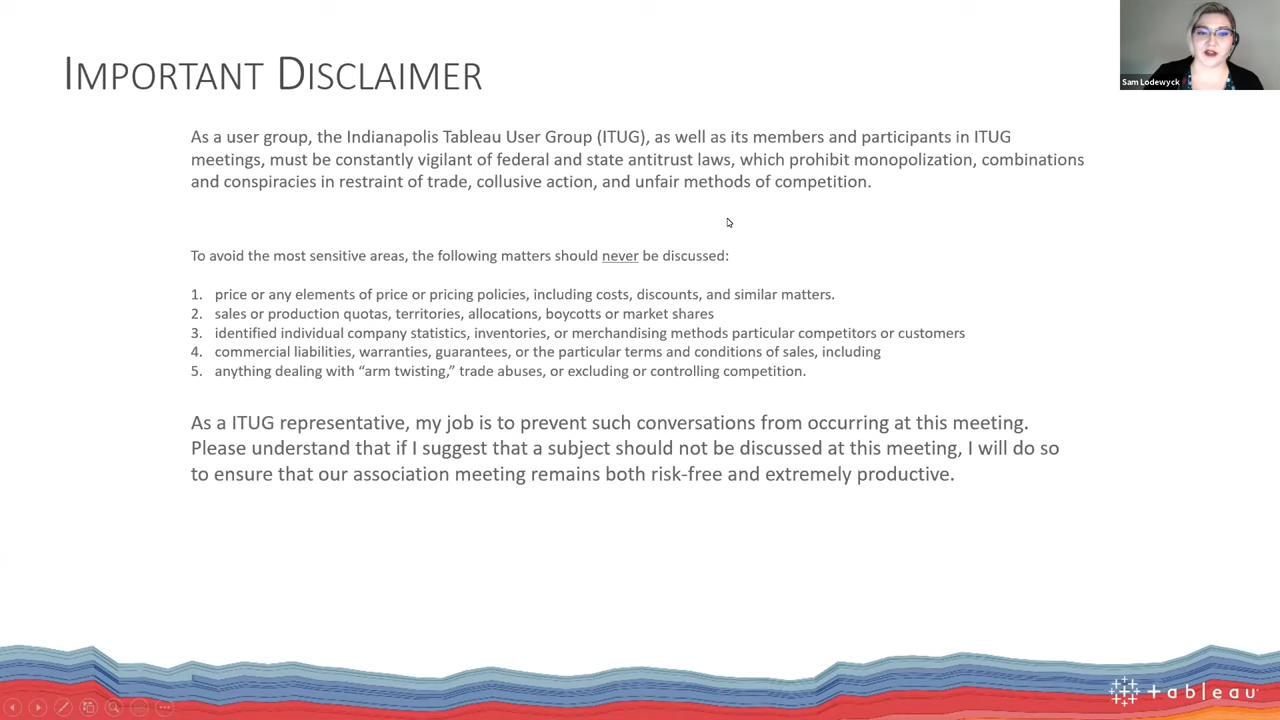 IMPORTANT DISCLAIMER
Sam Lodewyck
As a user group, the Indianapolis Tableau User Group (ITUG), as well as its members and participants in ITUG
meetings, must be constantly vigilant of federal and state antitrust laws, which prohibit monopolization, combinations
and conspiracies in restraint of trade, collusive action, and unfair methods of competition.
To avoid the most sensitive areas, the following matters should never be discussed:
1. price or any elements of price or pricing policies, including costs, discounts, and similar matters.
2. sales or production quotas, territories, allocations, boycotts or market shares
3. identified individual company statistics, inventories, or merchandising methods particular competitors or customers
4. commercial liabilities, warranties, guarantees, or the particular terms and conditions of sales, including
5. anything dealing with “arm twisting,” trade abuses, or excluding or controlling competition.
As a ITUG representative, my job is to prevent such conversations from occurring at this meeting.
Please understand that if I suggest that a subject should not be discussed at this meeting, I will do so
to ensure that our association meeting remains both risk-free and extremely productive.
tableau